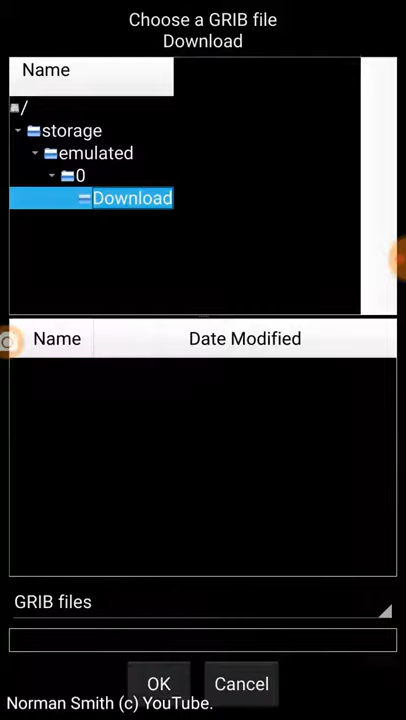 Choose a GRIB file
Download
Name
/
storage
emulated
0
Download
Name Date Modified
GRIB files
OK Cancel
Norman Smith (c) YouTube.